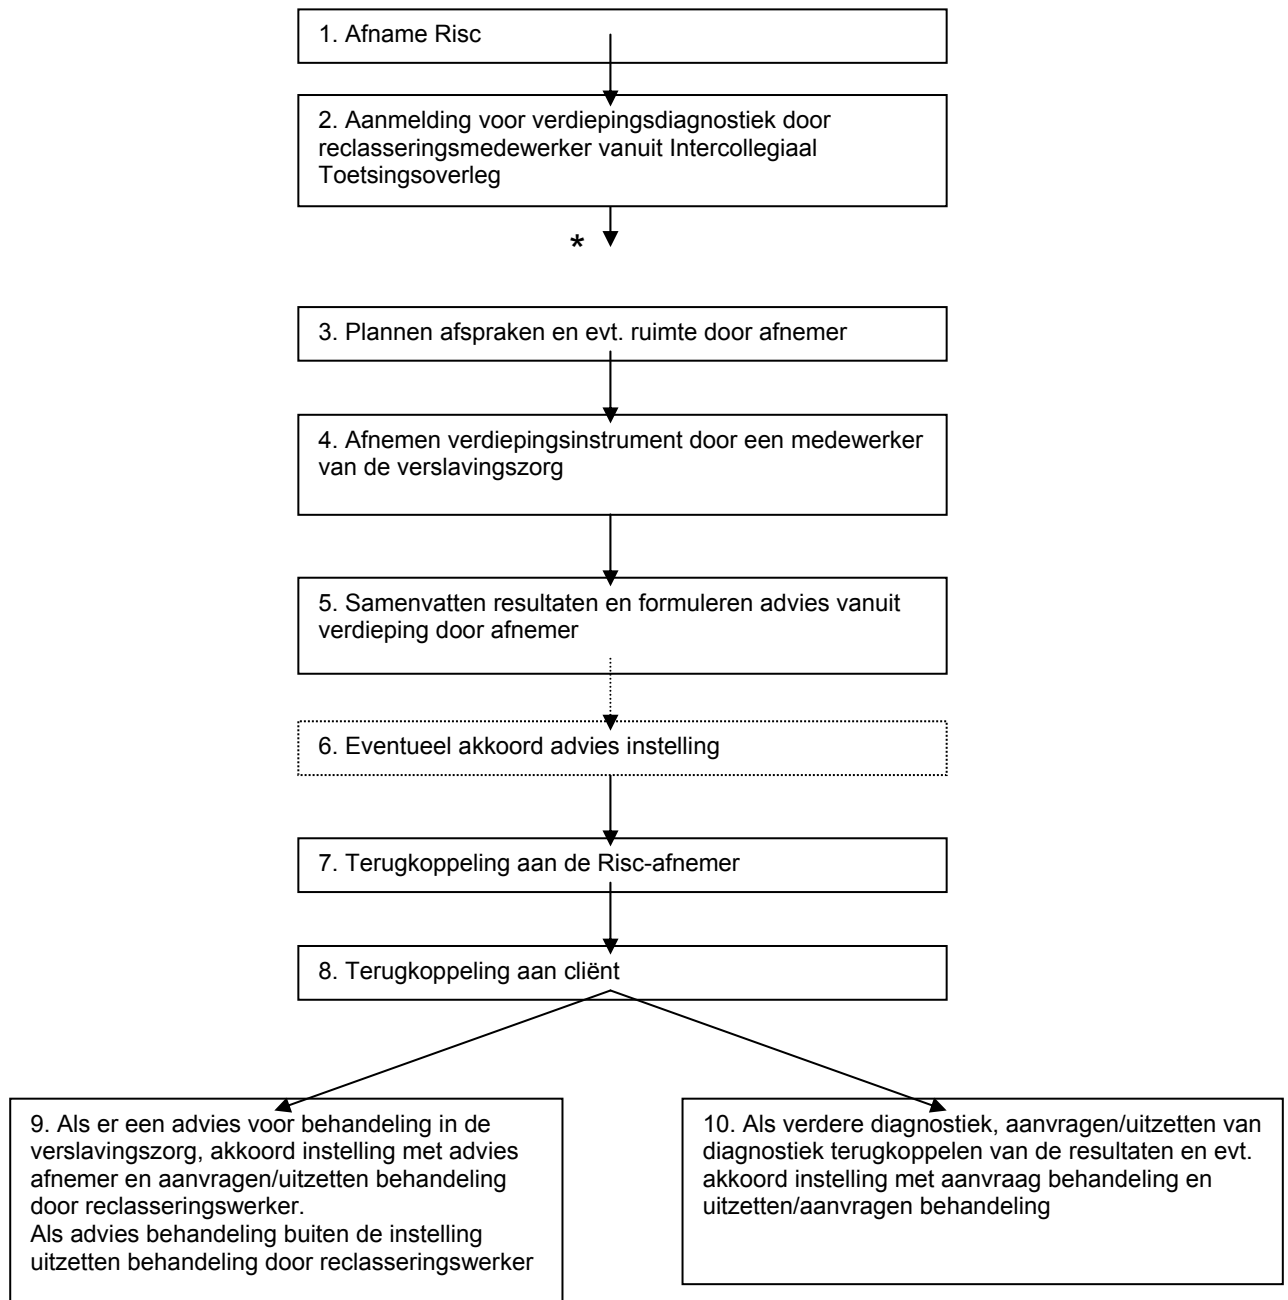 1. Afname Risc
2. Aanmelding voor verdiepingsdiagnostiek door
reclasseringsmedewerker vanuit Intercollegiaal
Toetsingsoverleg
*
3. Plannen afspraken en evt. ruimte door afnemer
4. Afnemen verdiepingsinstrument door een medewerker
van de verslavingszorg
5. Samenvatten resultaten en formuleren advies vanuit
verdieping door afnemer
6. Eventueel akkoord advies instelling
7. Terugkoppeling aan de Risc-afnemer
8. Terugkoppeling aan cliënt
9. Als er een advies voor behandeling in de
verslavingszorg, akkoord instelling met advies
afnemer en aanvragen/uitzetten behandeling
door reclasseringswerker.
Als advies behandeling buiten de instelling
uitzetten behandeling door reclasseringswerker
10. Als verdere diagnostiek, aanvragen/uitzetten van
diagnostiek terugkoppelen van de resultaten en evt.
akkoord instelling met aanvraag behandeling en
uitzetten/aanvragen behandeling